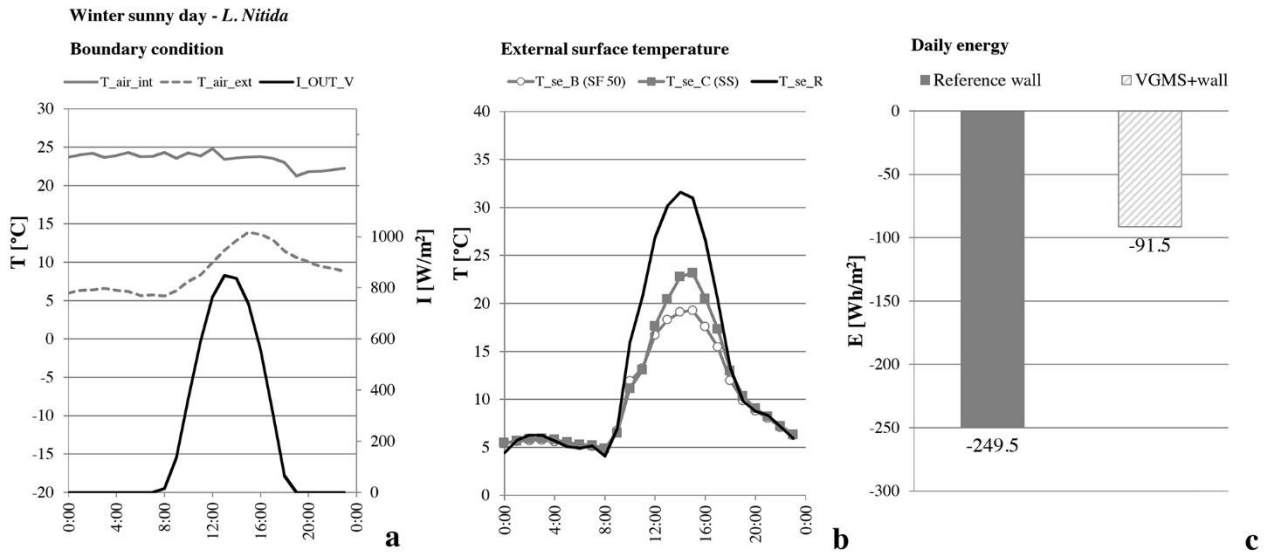 Winter sunny day - L. Nitida
Boundary condition
T_air_int T_air_ext I_OUT_V
T [°C]
30
25
20
15
10
5
0
-5
-10
-15
-20
1000
800
600
400
200
0
I [W/m²]
0:00 4:00 8:00 12:00 16:00 20:00 0:00
a
External surface temperature
T_se_B (SF 50) T_se_C (SS) T_se_R
T [°C]
40
35
30
25
20
15
10
5
0
0:00 4:00 8:00 12:00 16:00 20:00 0:00
b
Daily energy
Reference wall VGMS+wall
E [Wh/m²]
0
-50
-100
-150
-200
-250
-300
-91.5
-249.5
c